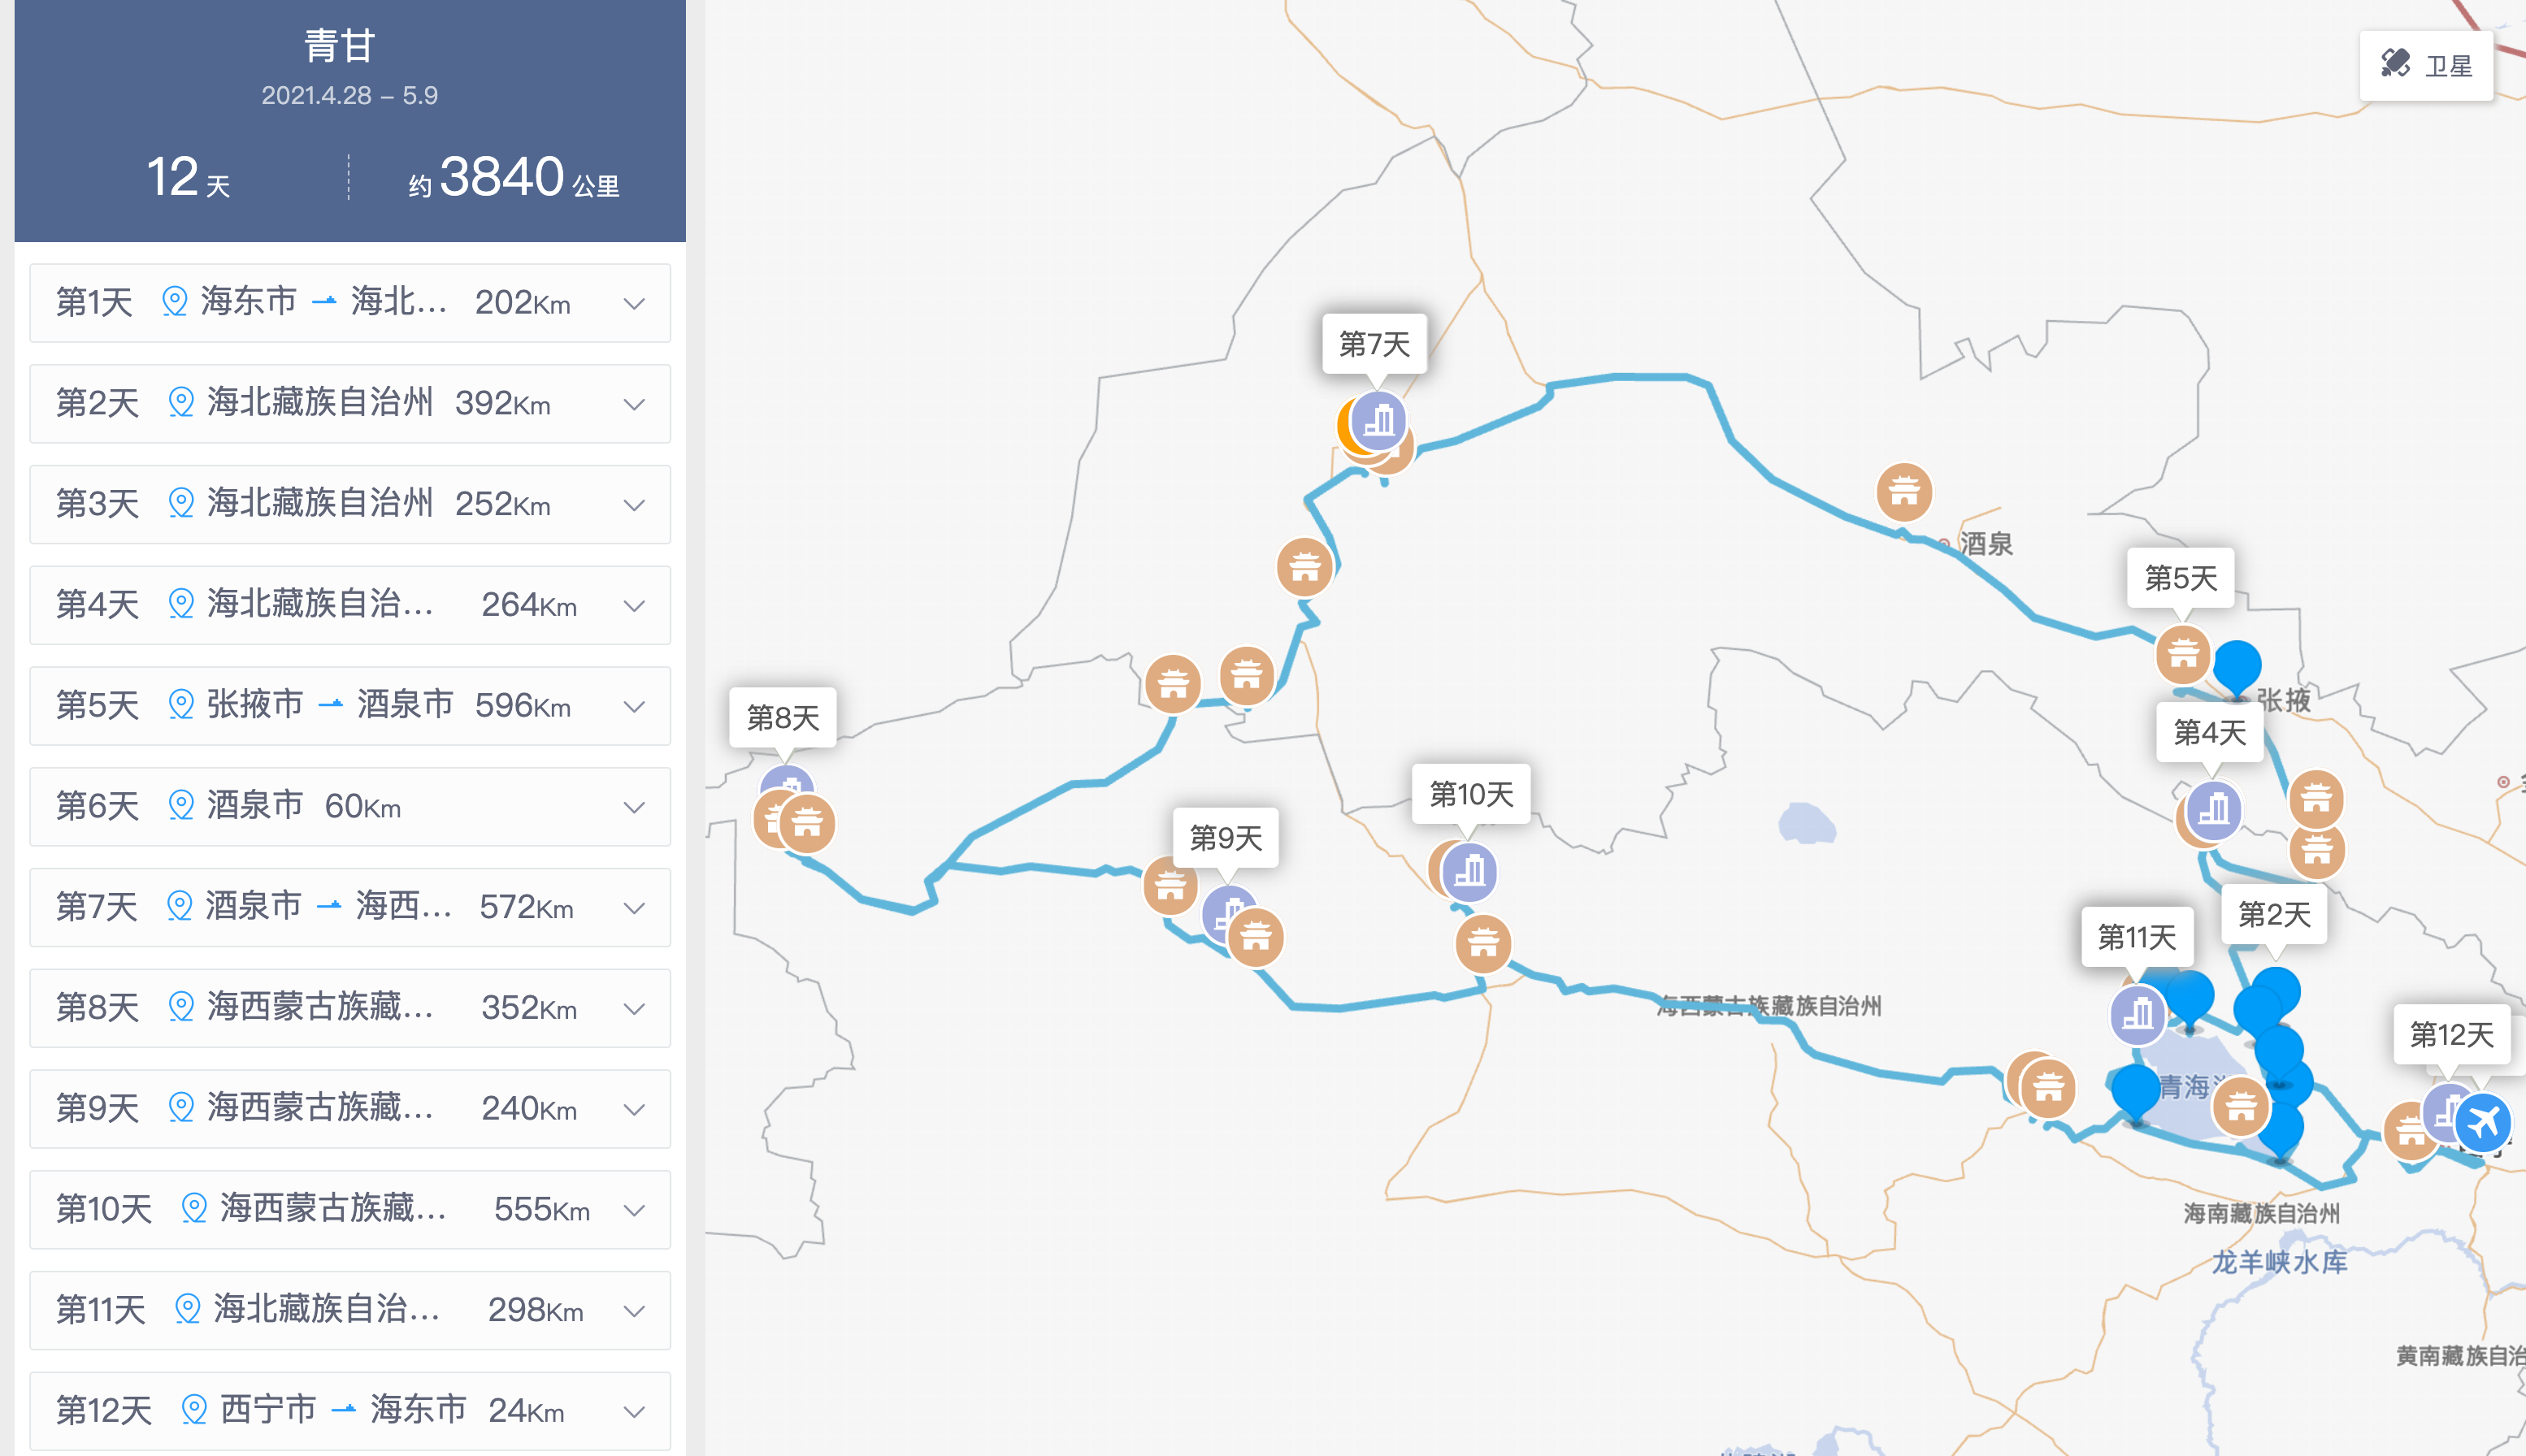 青甘
2021.4.28 – 5.9
12 天
约 3840 公里
第1天 海东市 海北... 202Km
第2天 海北藏族自治州 392Km
第3天 海北藏族自治州 252Km
第4天 海北藏族自治... 264Km
第5天 张掖市 酒泉市 596Km
第6天 酒泉市 60Km
第7天 酒泉市 海西... 572Km
第8天 海西蒙古族藏... 352Km
第9天 海西蒙古族藏... 240Km
第10天 海西蒙古族藏... 555Km
第11天 海北藏族自治... 298Km
第12天 西宁市 海东市 24Km
卫星
第7天
酒泉
第5天
张掖
第8天
第4天
第10天
第9天
第2天
第11天
海西蒙古族藏族自治州
第12天
青海
海南藏族自治州
龙羊峡水库
黄南藏族自治